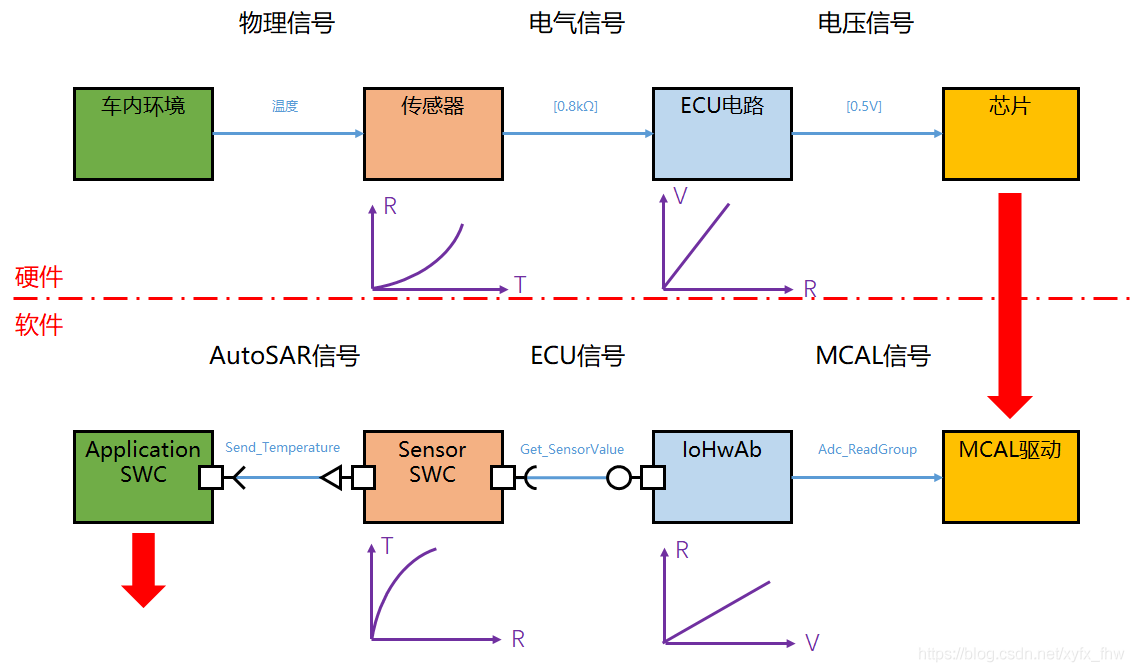 物理信号
电气信号
电压信号
车内环境
温度
传感器
[0.8kΩ]
ECU电路
[0.5V]
芯片
R
T
V
R
硬件
软件
AutoSAR信号
ECU信号
MCAL信号
Application
SWC
Send_Temperature
Sensor
SWC
Get_SensorValue
IoHwAb
Adc_ReadGroup
MCAL驱动
T
R
R
V
https://blog.csdn.net/xyfx_fhw